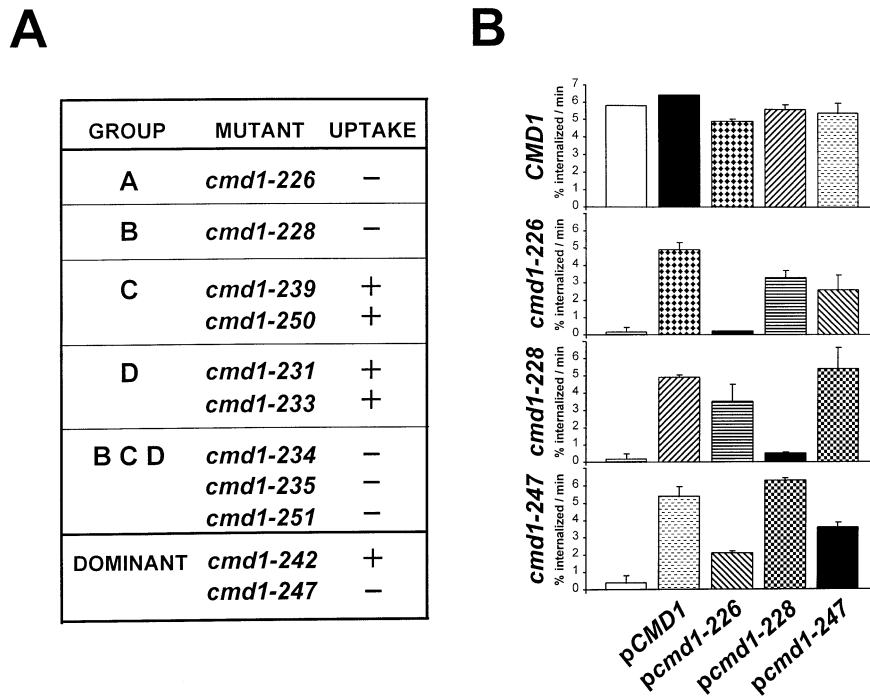 A
GROUP MUTANT UPTAKE
A cmd1-226 −
B cmd1-228 −
C cmd1-239 +
cmd1-250 +
D cmd1-231 +
cmd1-233 +
B C D cmd1-234 −
cmd1-235 −
cmd1-251 −
DOMINANT cmd1-242 +
cmd1-247 −
B
CMD1
% internalized / min
7
6
5
4
3
2
1
0
cmd1-226
% internalized / min
6
5
4
3
2
1
0
cmd1-228
% internalized / min
6
5
4
3
2
1
0
cmd1-247
% internalized / min
6
5
4
3
2
1
0
pCMD1
pcmd1-226
pcmd1-228
pcmd1-247